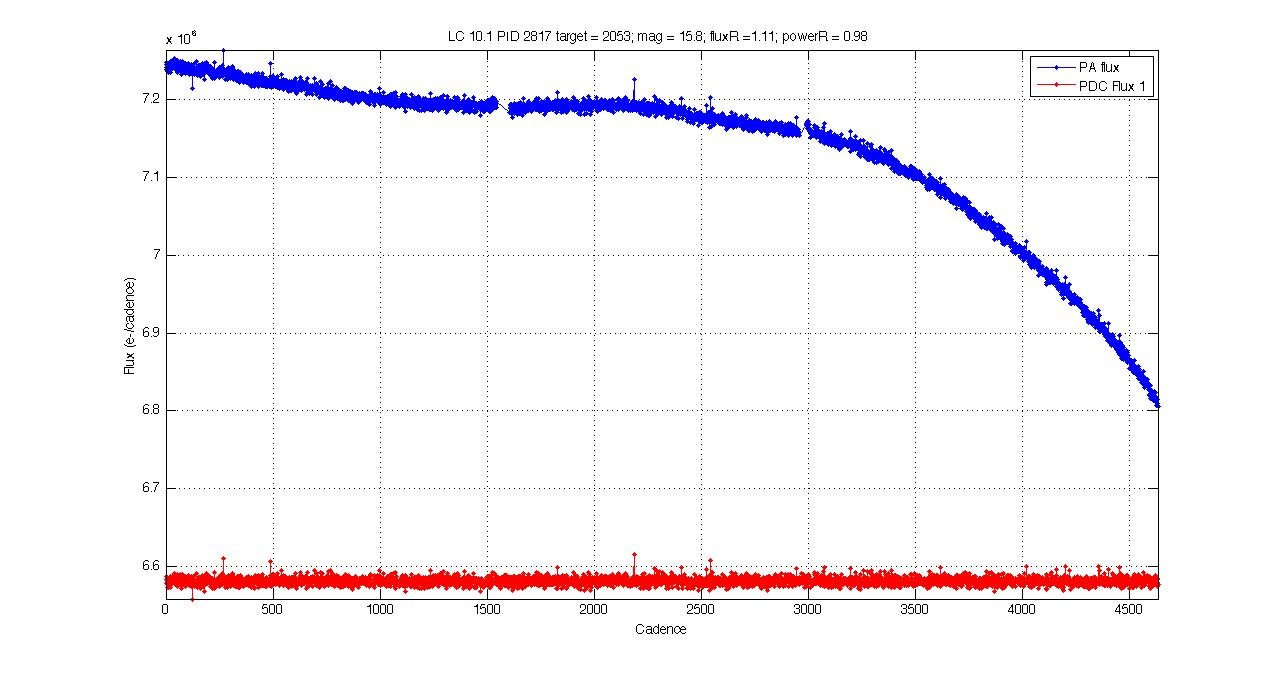 LC 10.1 PID 2817 target = 2053; mag = 15.8; fluxR =1.11; powerR = 0.98
x 10^6
PA flux
PDC Flux 1
7.2
7.1
7
6.9
6.8
6.7
6.6
Flux (e-/cadence)
0 500 1000 1500 2000 2500 3000 3500 4000 4500
Cadence